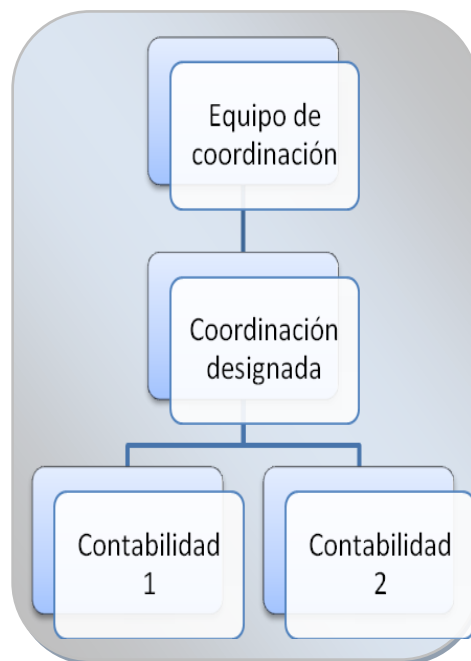 Equipo de
coordinación
Coordinación
designada
Contabilidad
1
Contabilidad
2